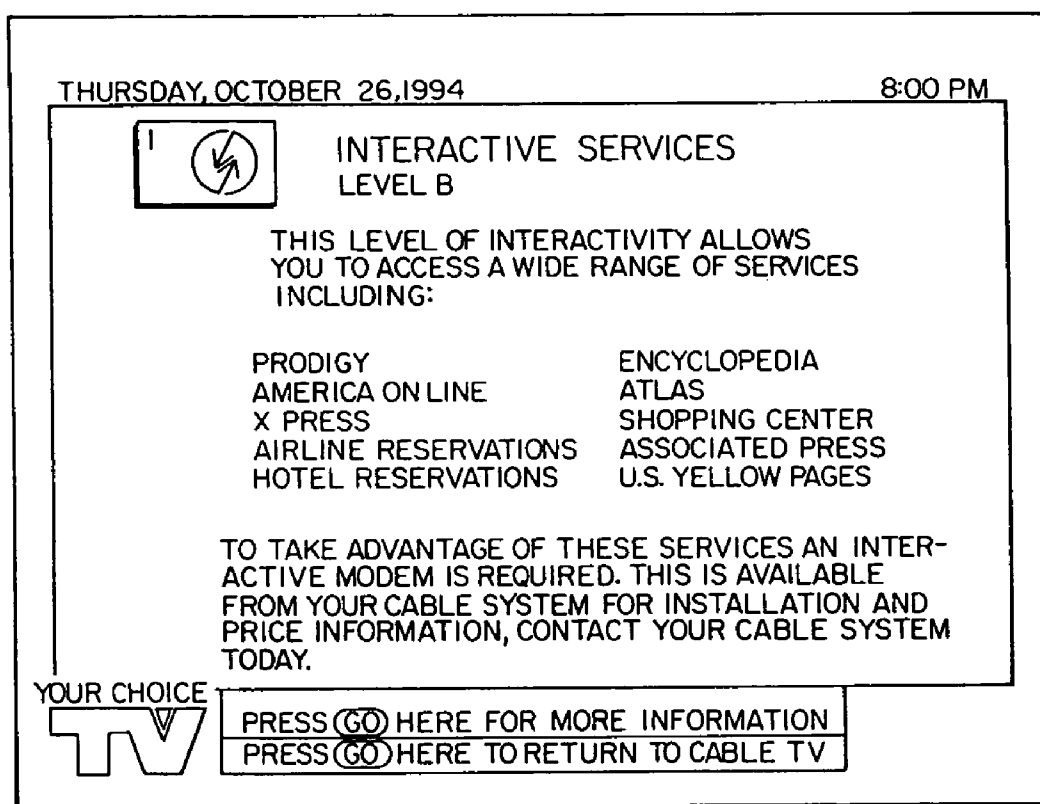 THURSDAY, OCTOBER 26, 1994 8:00 PM
1
INTERACTIVE SERVICES
LEVEL B
THIS LEVEL OF INTERACTIVITY ALLOWS
YOU TO ACCESS A WIDE RANGE OF SERVICES
INCLUDING:
PRODIGY ENCYCLOPEDIA
AMERICA ON LINE ATLAS
X PRESS SHOPPING CENTER
AIRLINE RESERVATIONS ASSOCIATED PRESS
HOTEL RESERVATIONS U.S. YELLOW PAGES
TO TAKE ADVANTAGE OF THESE SERVICES AN INTER-
ACTIVE MODEM IS REQUIRED. THIS IS AVAILABLE
FROM YOUR CABLE SYSTEM FOR INSTALLATION AND
PRICE INFORMATION, CONTACT YOUR CABLE SYSTEM
TODAY.
YOUR CHOICE
TV
PRESS GO HERE FOR MORE INFORMATION
PRESS GO HERE TO RETURN TO CABLE TV